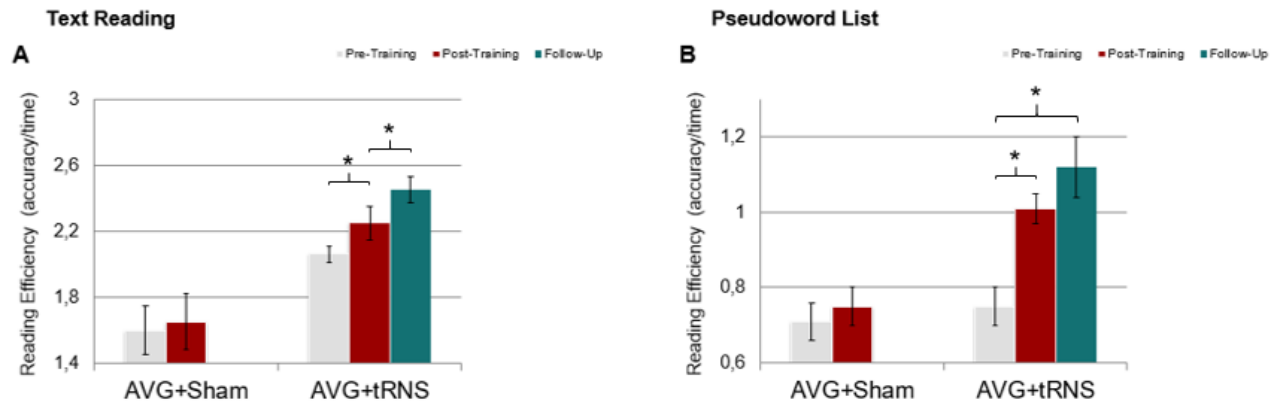 Text Reading
A
Pre-Training Post-Training Follow-Up
Reading Efficiency (accuracy/time)
3
2,6
2,2
1,8
1,4
* *
AVG+Sham AVG+tRNS
Pseudoword List
B
Pre-Training Post-Training Follow-Up
Reading Efficiency (accuracy/time)
1,2
1
0,8
0,6
*
*
AVG+Sham AVG+tRNS